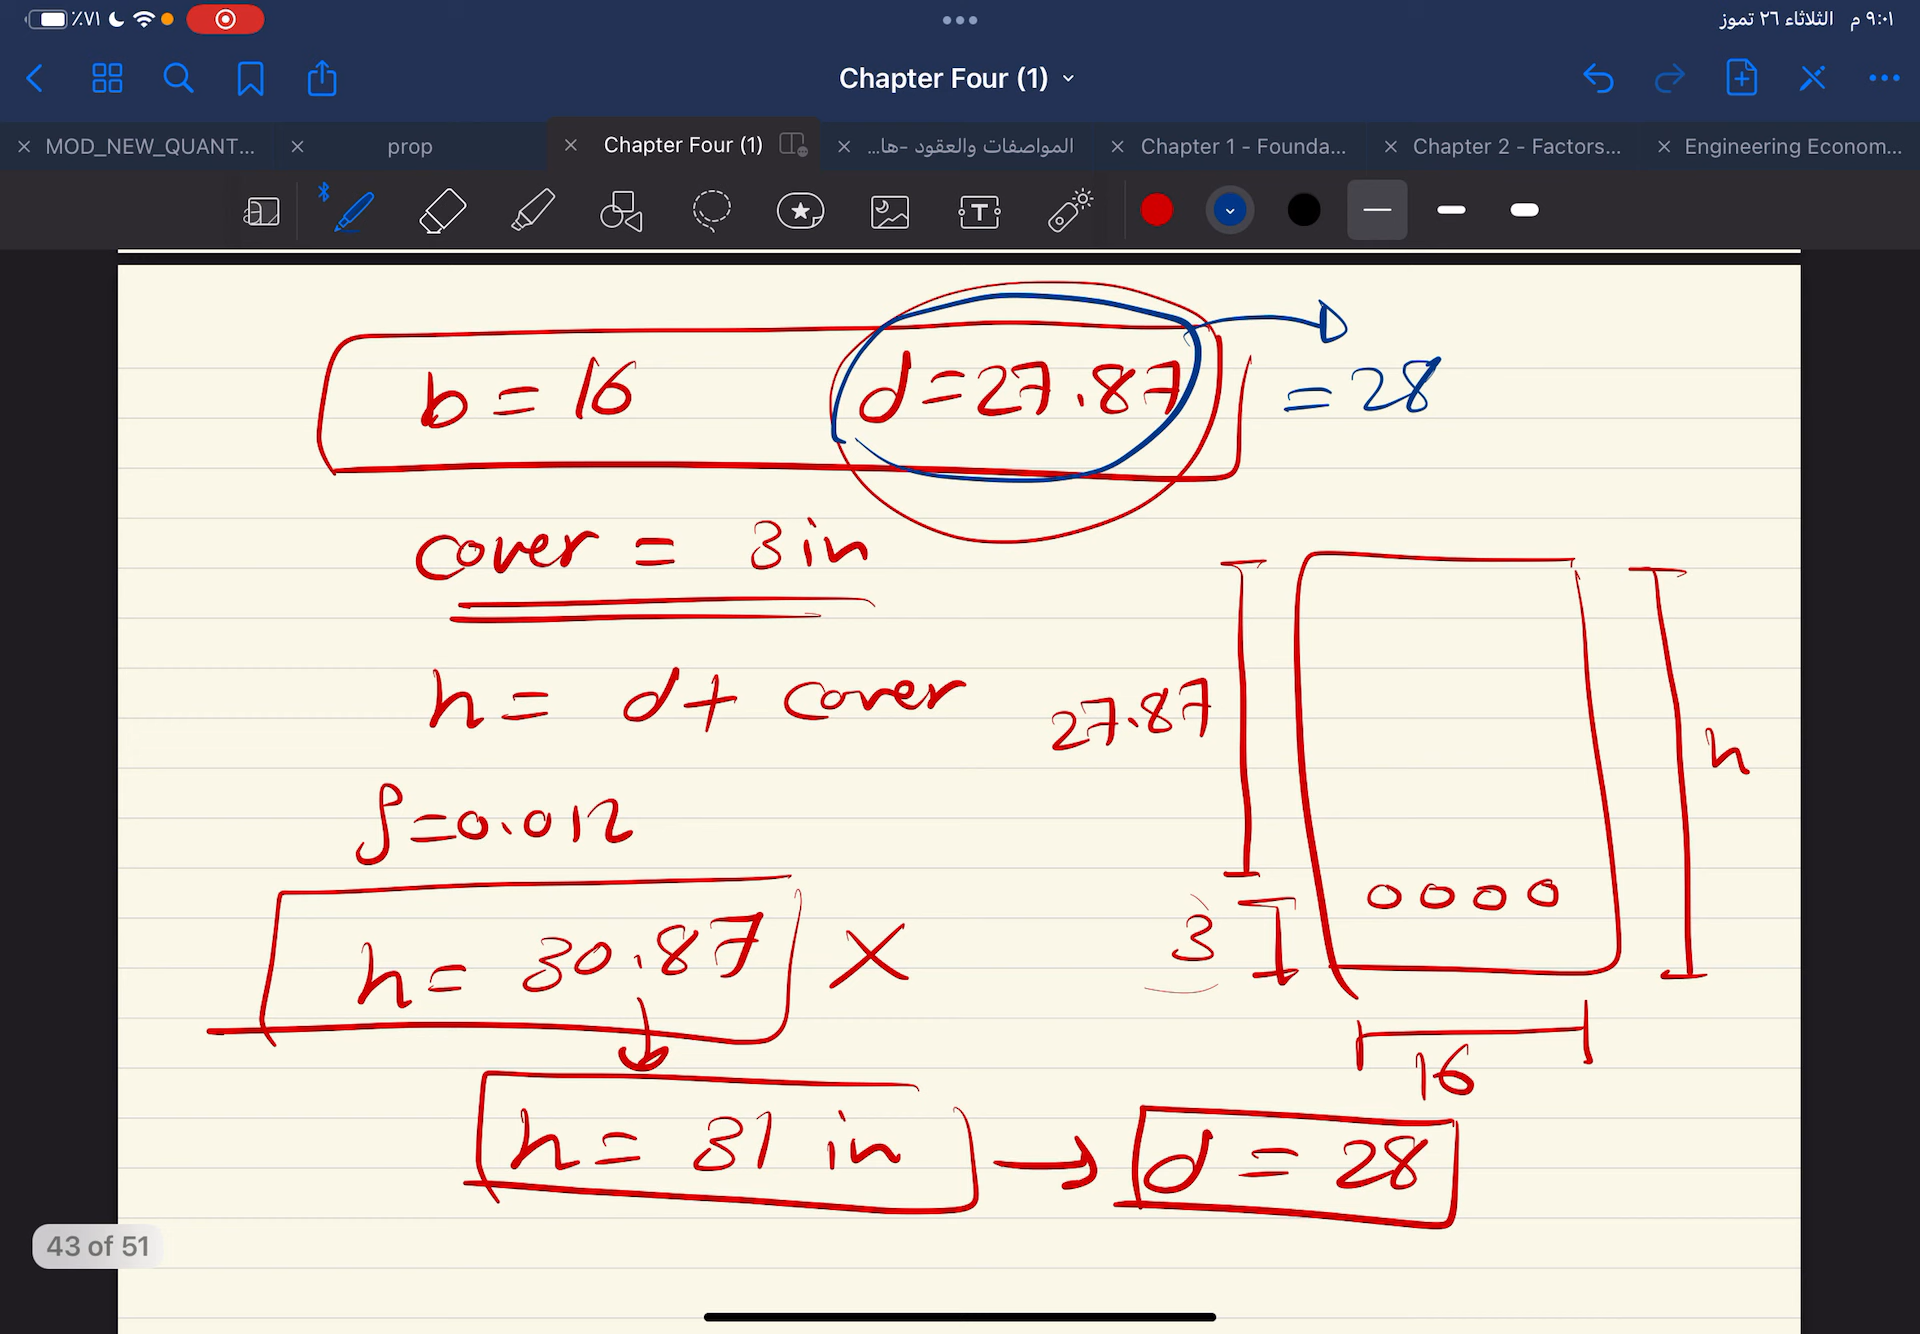 ٪٧١
٩:٠١ م الثلاثاء ٢٦ تموز
Chapter Four (1)
MOD_NEW_QUANT...
prop
Chapter Four (1)
المواصفات والعقود -ها...
Chapter 1 - Founda...
Chapter 2 - Factors...
Engineering Econom...
T
b = 16 d = 27.87 = 28
cover = 3 in
h = d + cover
27.87
h
ρ = 0.012
h = 30.87 X
3
16
h = 31 in → d = 28
43 of 51